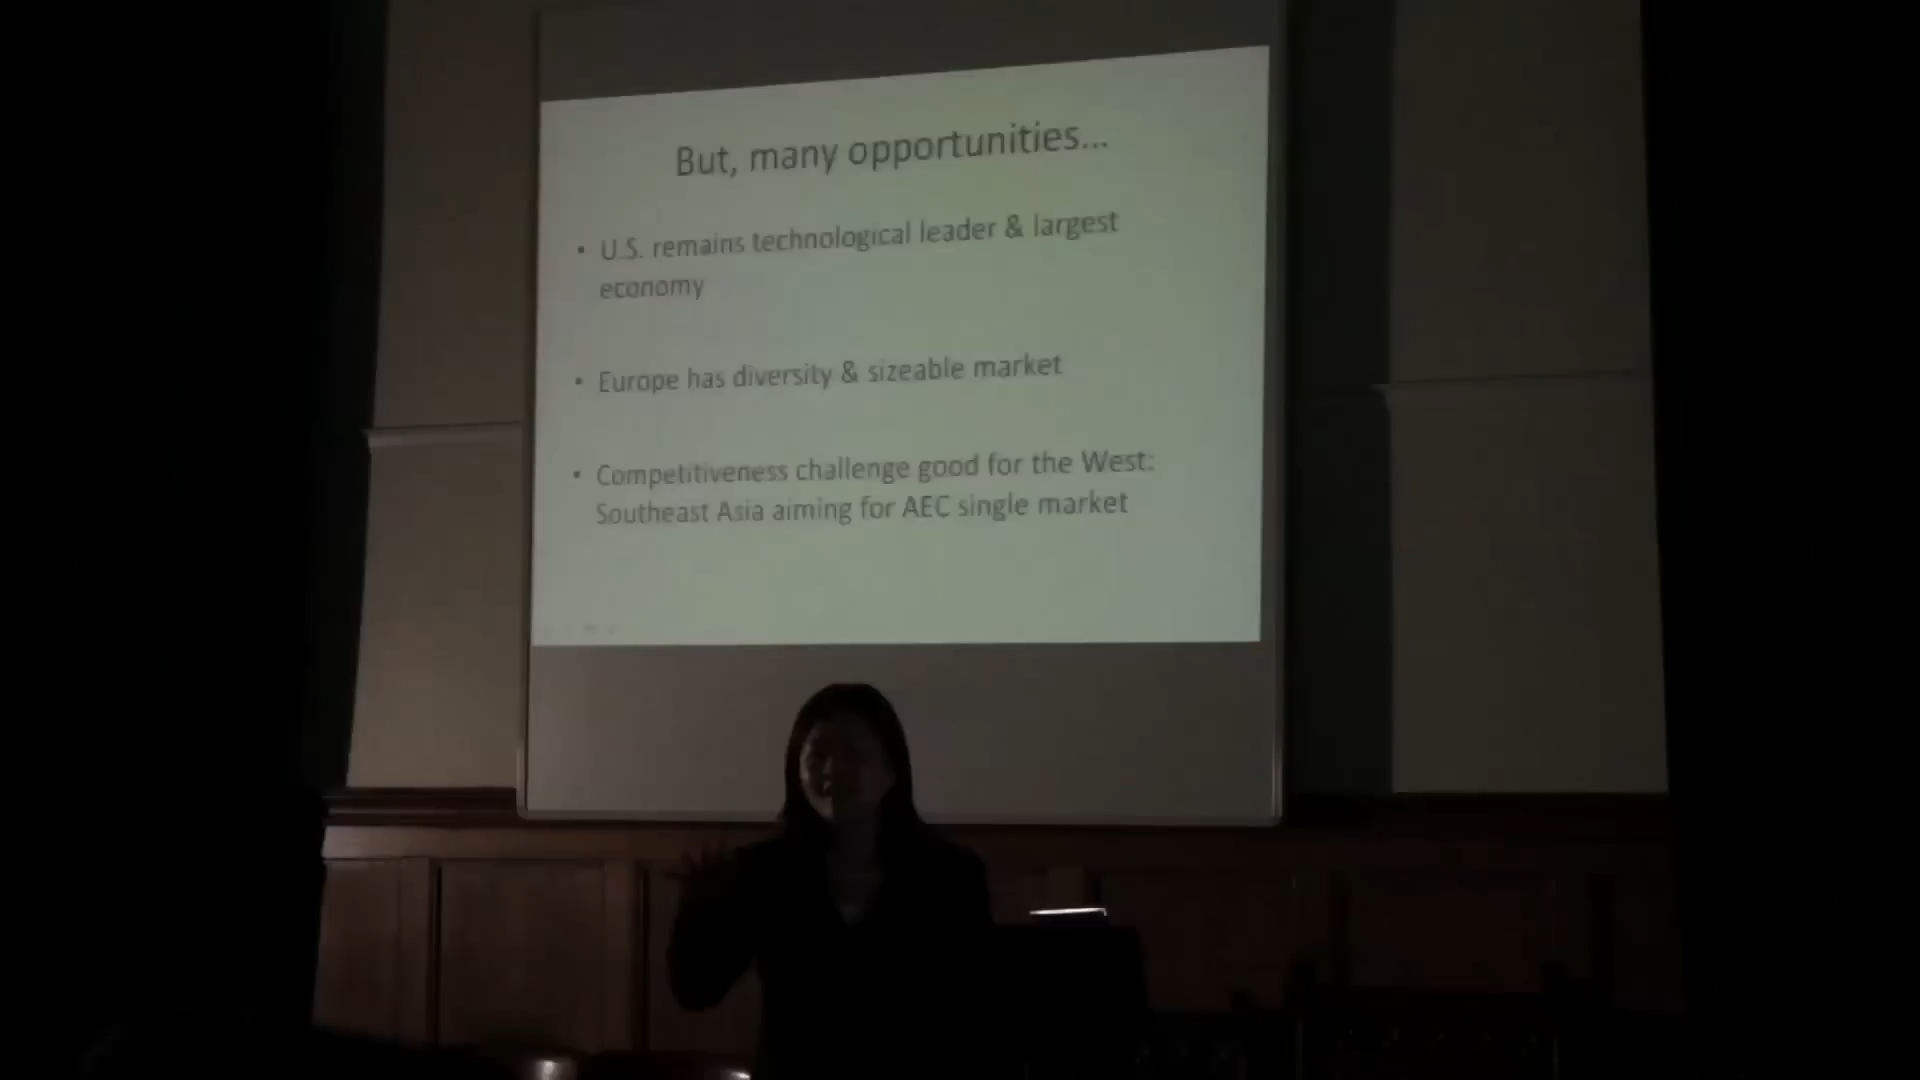 But, many opportunities...
• U.S. remains technological leader & largest
economy
• Europe has diversity & sizeable market
• Competitiveness challenge good for the West:
Southeast Asia aiming for AEC single market